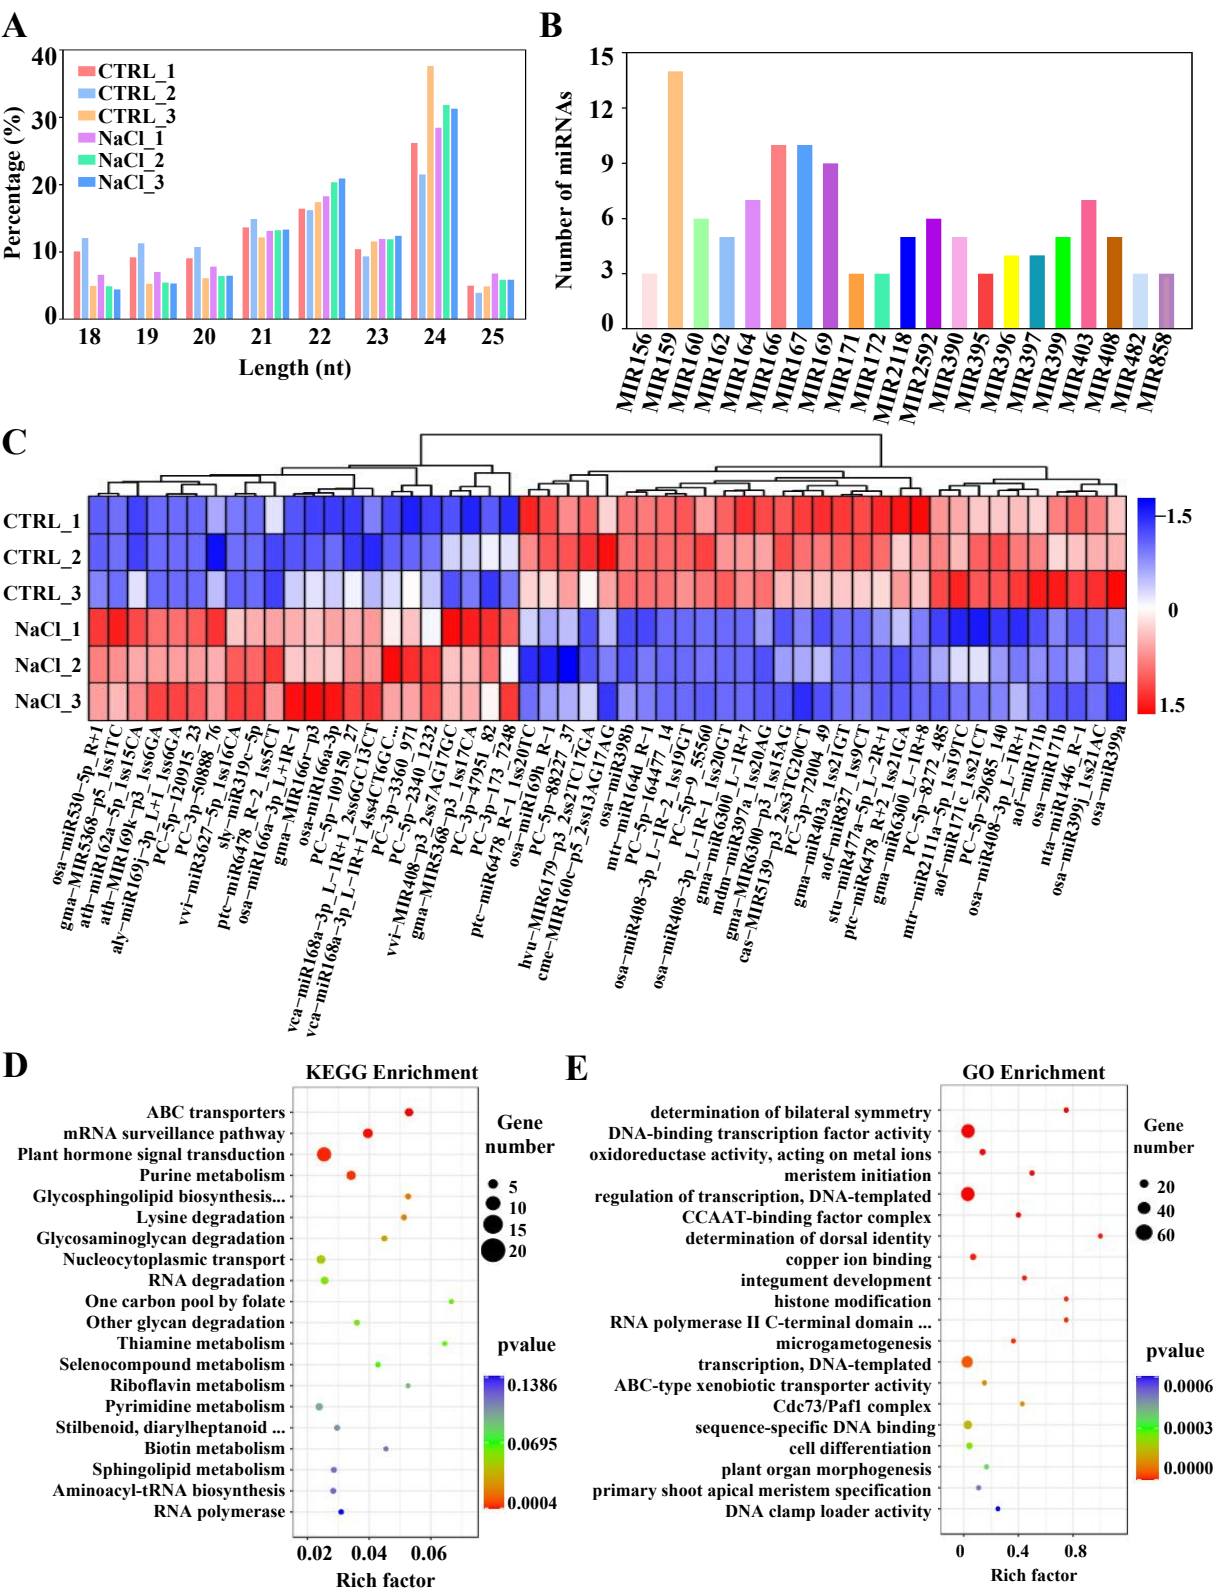 A
40
30
20
10
0
Percentage (%)
CTRL_1
CTRL_2
CTRL_3
NaCl_1
NaCl_2
NaCl_3
18 19 20 21 22 23 24 25
Length (nt)
B
15
12
9
6
3
0
Number of miRNAs
MIR156
MIR159
MIR160
MIR162
MIR164
MIR166
MIR167
MIR169
MIR171
MIR172
MIR2118
MIR2592
MIR390
MIR395
MIR396
MIR397
MIR399
MIR403
MIR408
MIR482
MIR858
C
CTRL_1
CTRL_2
CTRL_3
NaCl_1
NaCl_2
NaCl_3
1.5
0
1.5
osa−miR530−5p_R+1
gma−MIR5368−p5_1ss1TC
ath−miR162a−5p_1ss15CA
ath−MIR169k−p3_1ss6GA
aly−miR169j−3p_L+1_1ss6GA
PC−5p−120915_23
PC−3p−50888_76
vvi−miR3627−5p_1ss16CA
sly−miR319c−5p
ptc−miR6478_R−2_1ss5CT
osa−miR166a−3p_L+1R−1
gma−MIR166r−p3
osa−miR166a−3p
PC−5p−109150_27
vca−miR168a−3p_L−1R+1_2ss6GC13CT
vca−miR168a−3p_L−1R+1_4ss4CT6GC...
PC−3p−3360_971
PC−5p−2340_1232
vvi−MIR408−p3_2ss7AG17GC
gma−MIR5368−p3_1ss17CA
PC−3p−47951_82
PC−3p−173_7248
ptc−miR6478_R−1_1ss20TC
osa−miR169h_R−1
PC−5p−88227_37
hvu−MIR6179−p3_2ss2TC17GA
cme−MIR160c−p5_2ss13AG17AG
osa−miR398b
mtr−miR164d_R−1
PC−5p−164477_14
osa−miR408−3p_L−1R−2_1ss19GT
PC−5p−9_55560
osa−miR408−3p_L−1R−1_1ss20GT
gma−miR6300_L−1R−7
mdm−miR397a_1ss20AG
gma−MIR6300−p3_1ss15AG
cas−MIR5139−p3_2ss3TG20CT
PC−3p−72004_49
gma−miR403a_1ss21GT
aof−miR827_1ss9CT
stu−miR477a−5p_L−2R+1
ptc−miR6478_R+2_1ss21GA
gma−miR6300_L−1R+8
PC−5p−8272_485
mtr−miR2111a−5p_1ss19TC
aof−miR171c_1ss21CT
PC−5p−29685_140
osa−miR408−3p_L−1R+1
aof−miR171b
osa−miR171b
nta−miR1446_R−1
osa−miR399j_1ss21AC
osa−miR399a
D
KEGG Enrichment
ABC transporters
mRNA surveillance pathway
Plant hormone signal transduction
Purine metabolism
Glycosphingolipid biosynthesis...
Lysine degradation
Glycosaminoglycan degradation
Nucleocytoplasmic transport
RNA degradation
One carbon pool by folate
Other glycan degradation
Thiamine metabolism
Selenocompound metabolism
Riboflavin metabolism
Pyrimidine metabolism
Stilbenoid, diarylheptanoid ...
Biotin metabolism
Sphingolipid metabolism
Aminoacyl-tRNA biosynthesis
RNA polymerase
0.02 0.04 0.06
Rich factor
Gene
number
5
10
15
20
pvalue
0.1386
0.0695
0.0004
E
GO Enrichment
determination of bilateral symmetry
DNA-binding transcription factor activity
oxidoreductase activity, acting on metal ions
meristem initiation
regulation of transcription, DNA-templated
CCAAT-binding factor complex
determination of dorsal identity
copper ion binding
integument development
histone modification
RNA polymerase II C-terminal domain ...
microgametogenesis
transcription, DNA-templated
ABC-type xenobiotic transporter activity
Cdc73/Paf1 complex
sequence-specific DNA binding
cell differentiation
plant organ morphogenesis
primary shoot apical meristem specification
DNA clamp loader activity
0 0.4 0.8
Rich factor
Gene
number
20
40
60
pvalue
0.0006
0.0003
0.0000